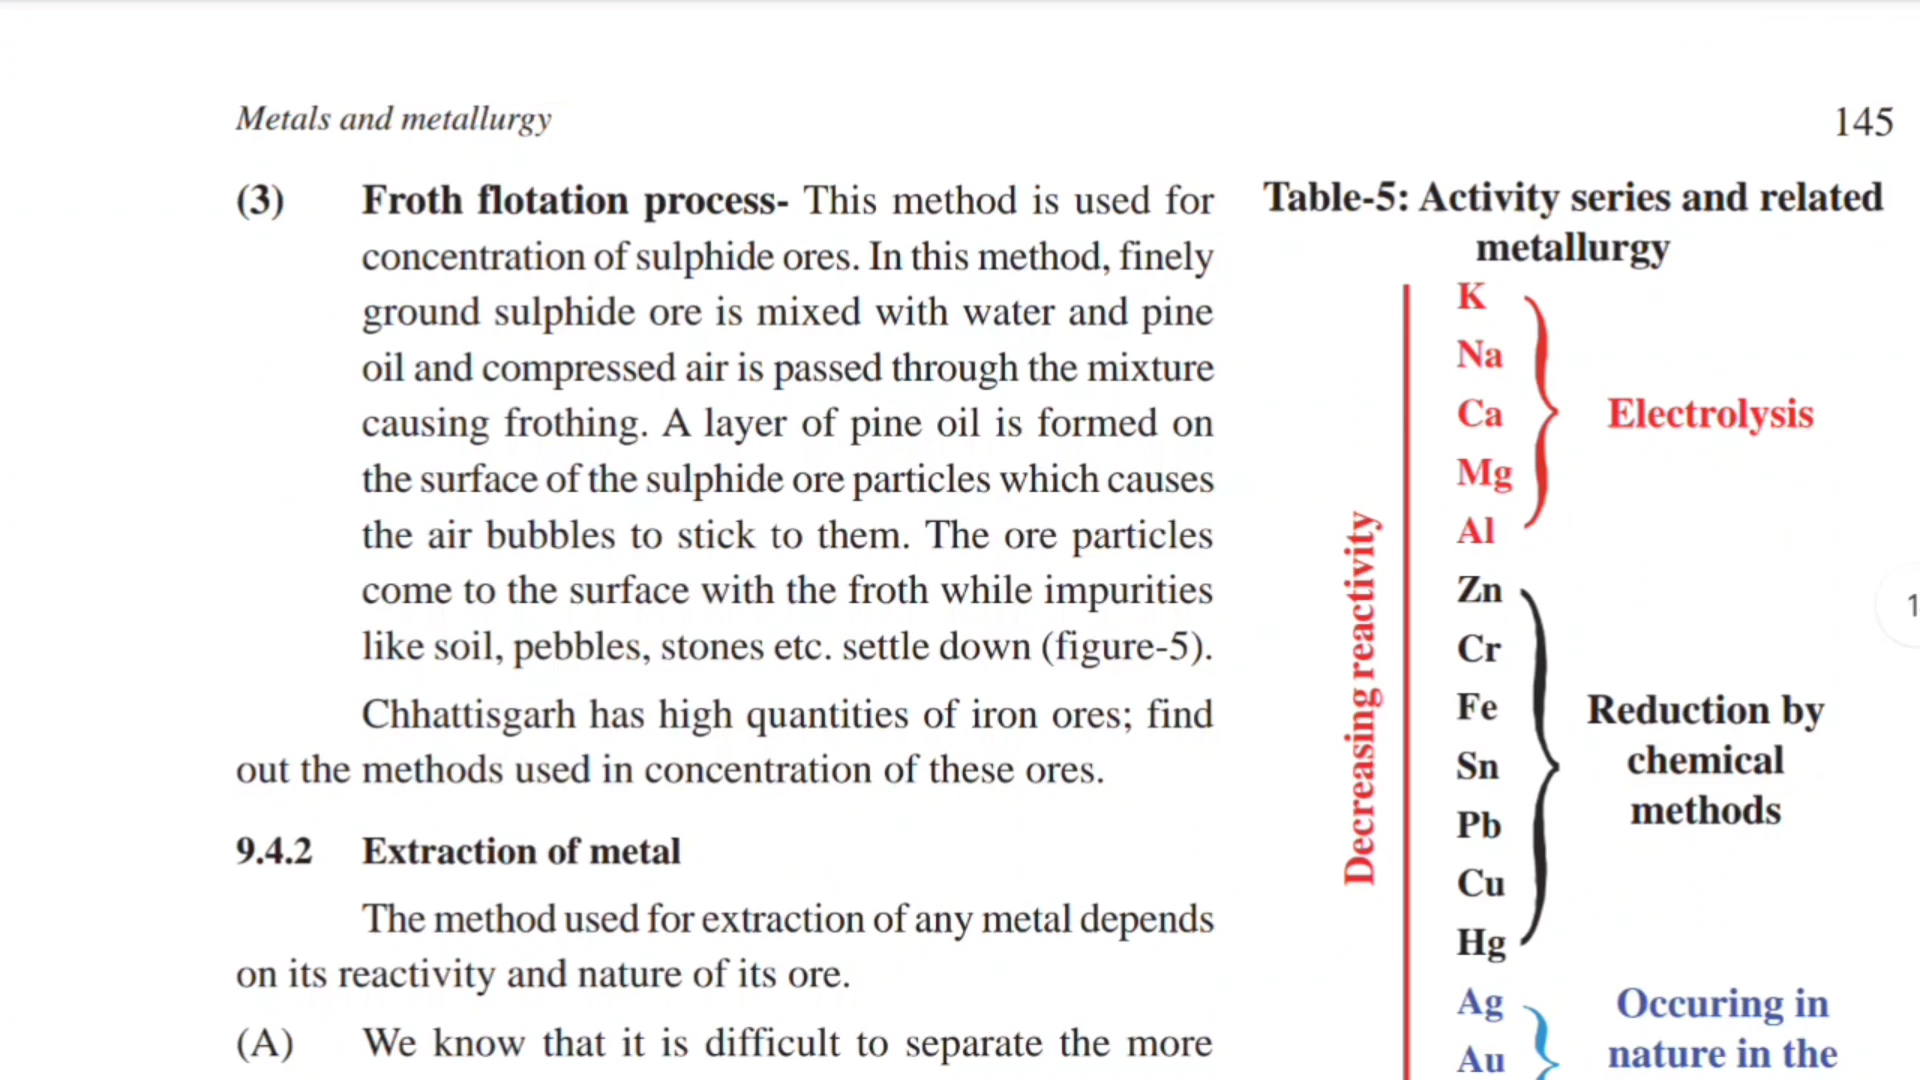 Metals and metallurgy
145
(3) Froth flotation process- This method is used for
concentration of sulphide ores. In this method, finely
ground sulphide ore is mixed with water and pine
oil and compressed air is passed through the mixture
causing frothing. A layer of pine oil is formed on
the surface of the sulphide ore particles which causes
the air bubbles to stick to them. The ore particles
come to the surface with the froth while impurities
like soil, pebbles, stones etc. settle down (figure-5).
Chhattisgarh has high quantities of iron ores; find
out the methods used in concentration of these ores.
9.4.2 Extraction of metal
The method used for extraction of any metal depends
on its reactivity and nature of its ore.
(A) We know that it is difficult to separate the more
Table-5: Activity series and related
metallurgy
Decreasing reactivity
K
Na
Ca
Mg
Al
Electrolysis
Zn
Cr
Fe
Sn
Pb
Cu
Hg
Reduction by
chemical
methods
Ag
Au
Occuring in
nature in the
1